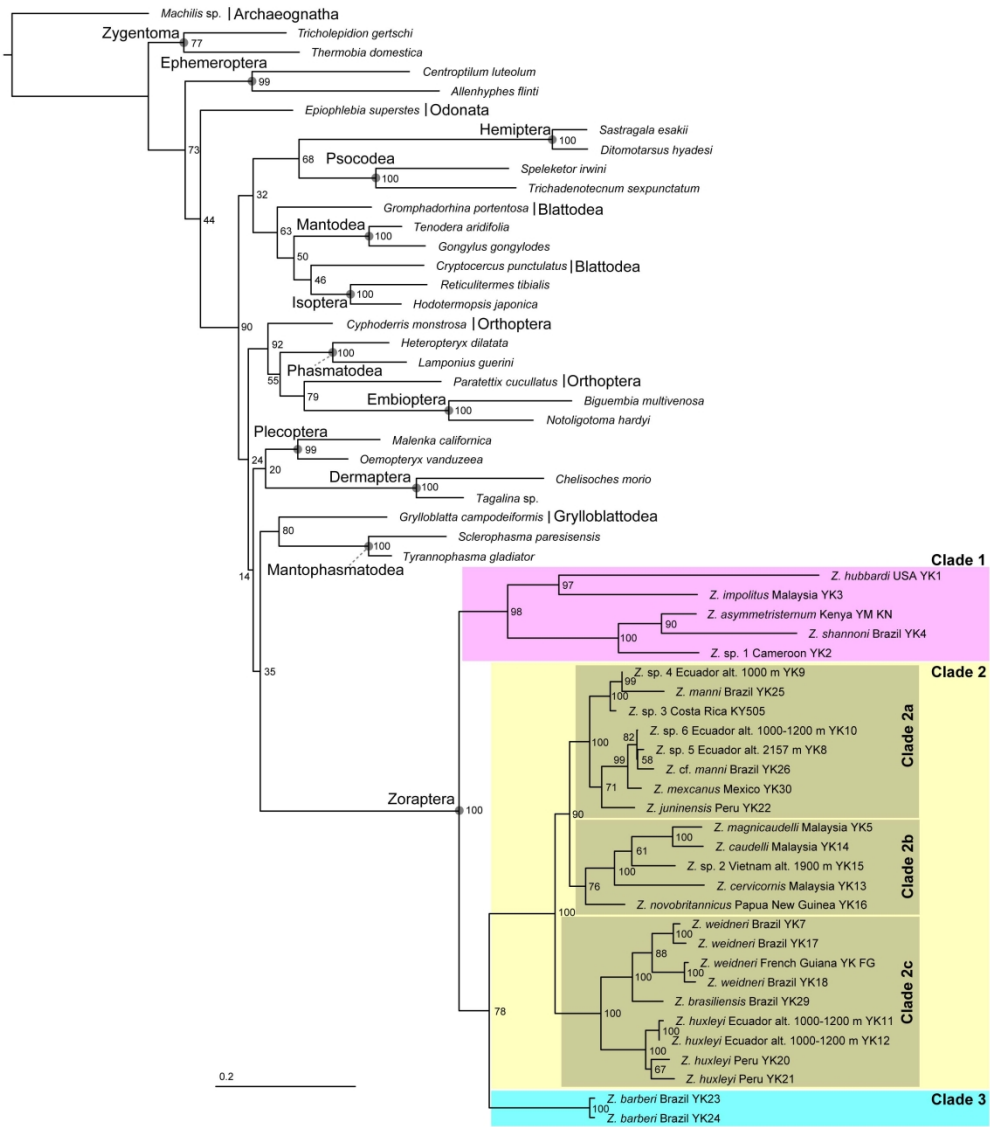 Machilis sp. | Archaeognatha
Zygentoma
Tricholepidion gertschi
77
Thermobia domestica
Ephemeroptera
Centroptilum luteolum
99
Allenhyphes flinti
Epiophlebia superstes | Odonata
Hemiptera
Sastragala esakii
100
73
Ditomotarsus hyadesi
68
Psocodea
Speleketor irwini
100
Trichadenotecnum sexpunctatum
32
Gromphadorhina portentosa | Blattodea
44
Mantodea
Tenodera aridifolia
63
100
Gongylus gongylodes
50
Cryptocercus punctulatus | Blattodea
46
Reticulitermes tibialis
Isoptera
100
Hodotermopsis japonica
90
Cyphoderris monstrosa | Orthoptera
92
Heteropteryx dilatata
100
Lamponius guerini
Phasmatodea
55
Paratettix cucullatus | Orthoptera
79
Embioptera
Biguembia multivenosa
100
Notoligotoma hardyi
Plecoptera
Malenka californica
99
24
Oemopteryx vanduzeea
20
Dermaptera
Chelisoches morio
100
Tagalina sp.
Grylloblatta campodeiformis | Grylloblattodea
80
Sclerophasma paresisensis
100
Tyrannophasma gladiator
Mantophasmatodea
14
Clade 1
Z. hubbardi USA YK1
97
Z. impolitus Malaysia YK3
98
Z. asymmetristernum Kenya YM KN
90
Z. shannoni Brazil YK4
100
Z. sp. 1 Cameroon YK2
35
Clade 2
Z. sp. 4 Ecuador alt. 1000 m YK9
99
Z. manni Brazil YK25
100
Z. sp. 3 Costa Rica KY505
Clade 2a
Z. sp. 6 Ecuador alt. 1000-1200 m YK10
82
100
Z. sp. 5 Ecuador alt. 2157 m YK8
99
58
Z. cf. manni Brazil YK26
71
Z. mexcanus Mexico YK30
Z. juninensis Peru YK22
Zoraptera
100
90
Z. magnicaudelli Malaysia YK5
100
Z. caudelli Malaysia YK14
61
Clade 2b
Z. sp. 2 Vietnam alt. 1900 m YK15
100
Z. cervicornis Malaysia YK13
76
Z. novobritannicus Papua New Guinea YK16
100
Z. weidneri Brazil YK7
100
Z. weidneri Brazil YK17
88
Z. weidneri French Guiana YK FG
100
100
Z. weidneri Brazil YK18
Clade 2c
Z. brasiliensis Brazil YK29
100
78
Z. huxleyi Ecuador alt. 1000-1200 m YK11
100
Z. huxleyi Ecuador alt. 1000-1200 m YK12
100
Z. huxleyi Peru YK20
67
Z. huxleyi Peru YK21
0.2
Clade 3
Z. barberi Brazil YK23
100
Z. barberi Brazil YK24